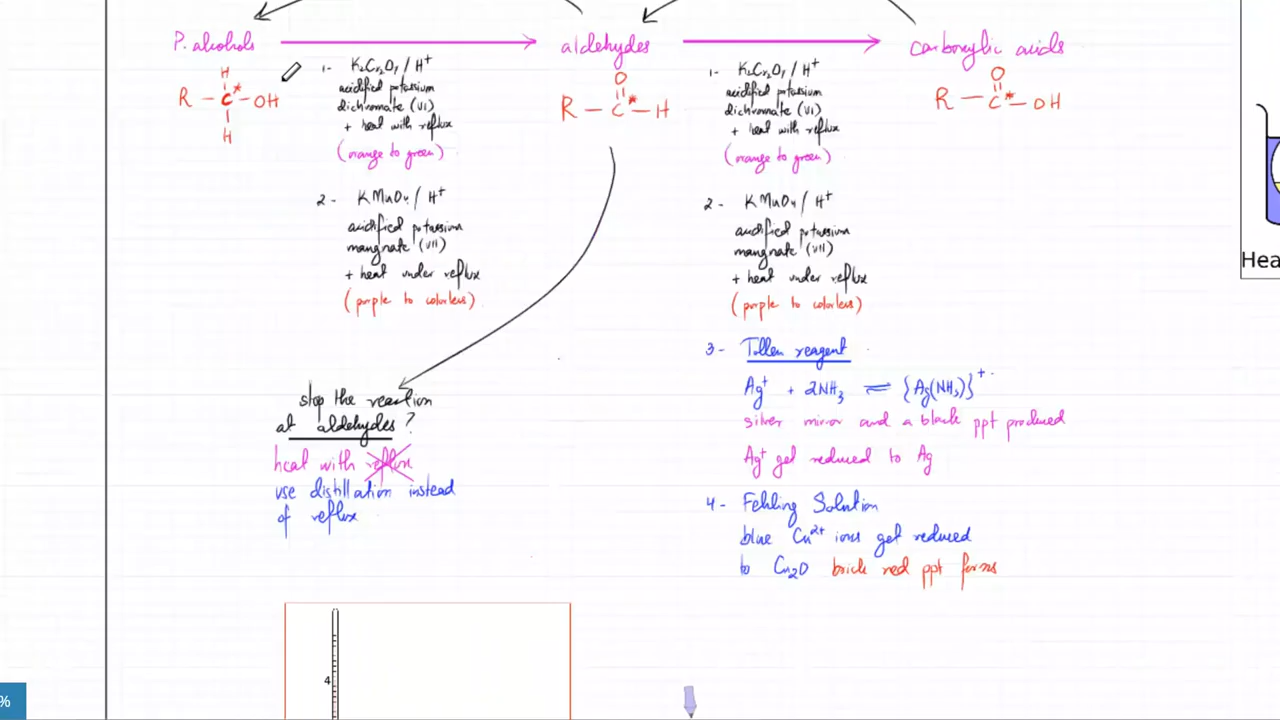 P. alcohols
aldehydes
carboxylic acids
H
R — C* — OH
H
1- K₂Cr₂O₇ / H⁺
acidified potassium
dichromate (VI)
+ heat with reflux
(orange to green)
2- KMnO₄ / H⁺
acidified potassium
mangnate (VII)
+ heat under reflux
(purple to colorless)
O
R — C* — H
1- K₂Cr₂O₇ / H⁺
acidified potassium
dichromate (VI)
+ heat with reflux
(orange to green)
2- KMnO₄ / H⁺
acidified potassium
mangnate (VII)
+ heat under reflux
(purple to colorless)
O
R — C* — OH
3- Tollen reagent
Ag⁺ + 2NH₃ ⇌ {Ag(NH₃)}⁺
silver mirror and a black ppt produced
Ag⁺ get reduced to Ag
4- Fehling Solution
blue Cu²⁺ ions get reduced
to Cu₂O brick red ppt forms
stop the reaction
at aldehydes?
heat with reflux
use distillation instead
of reflux
4
%
Hea